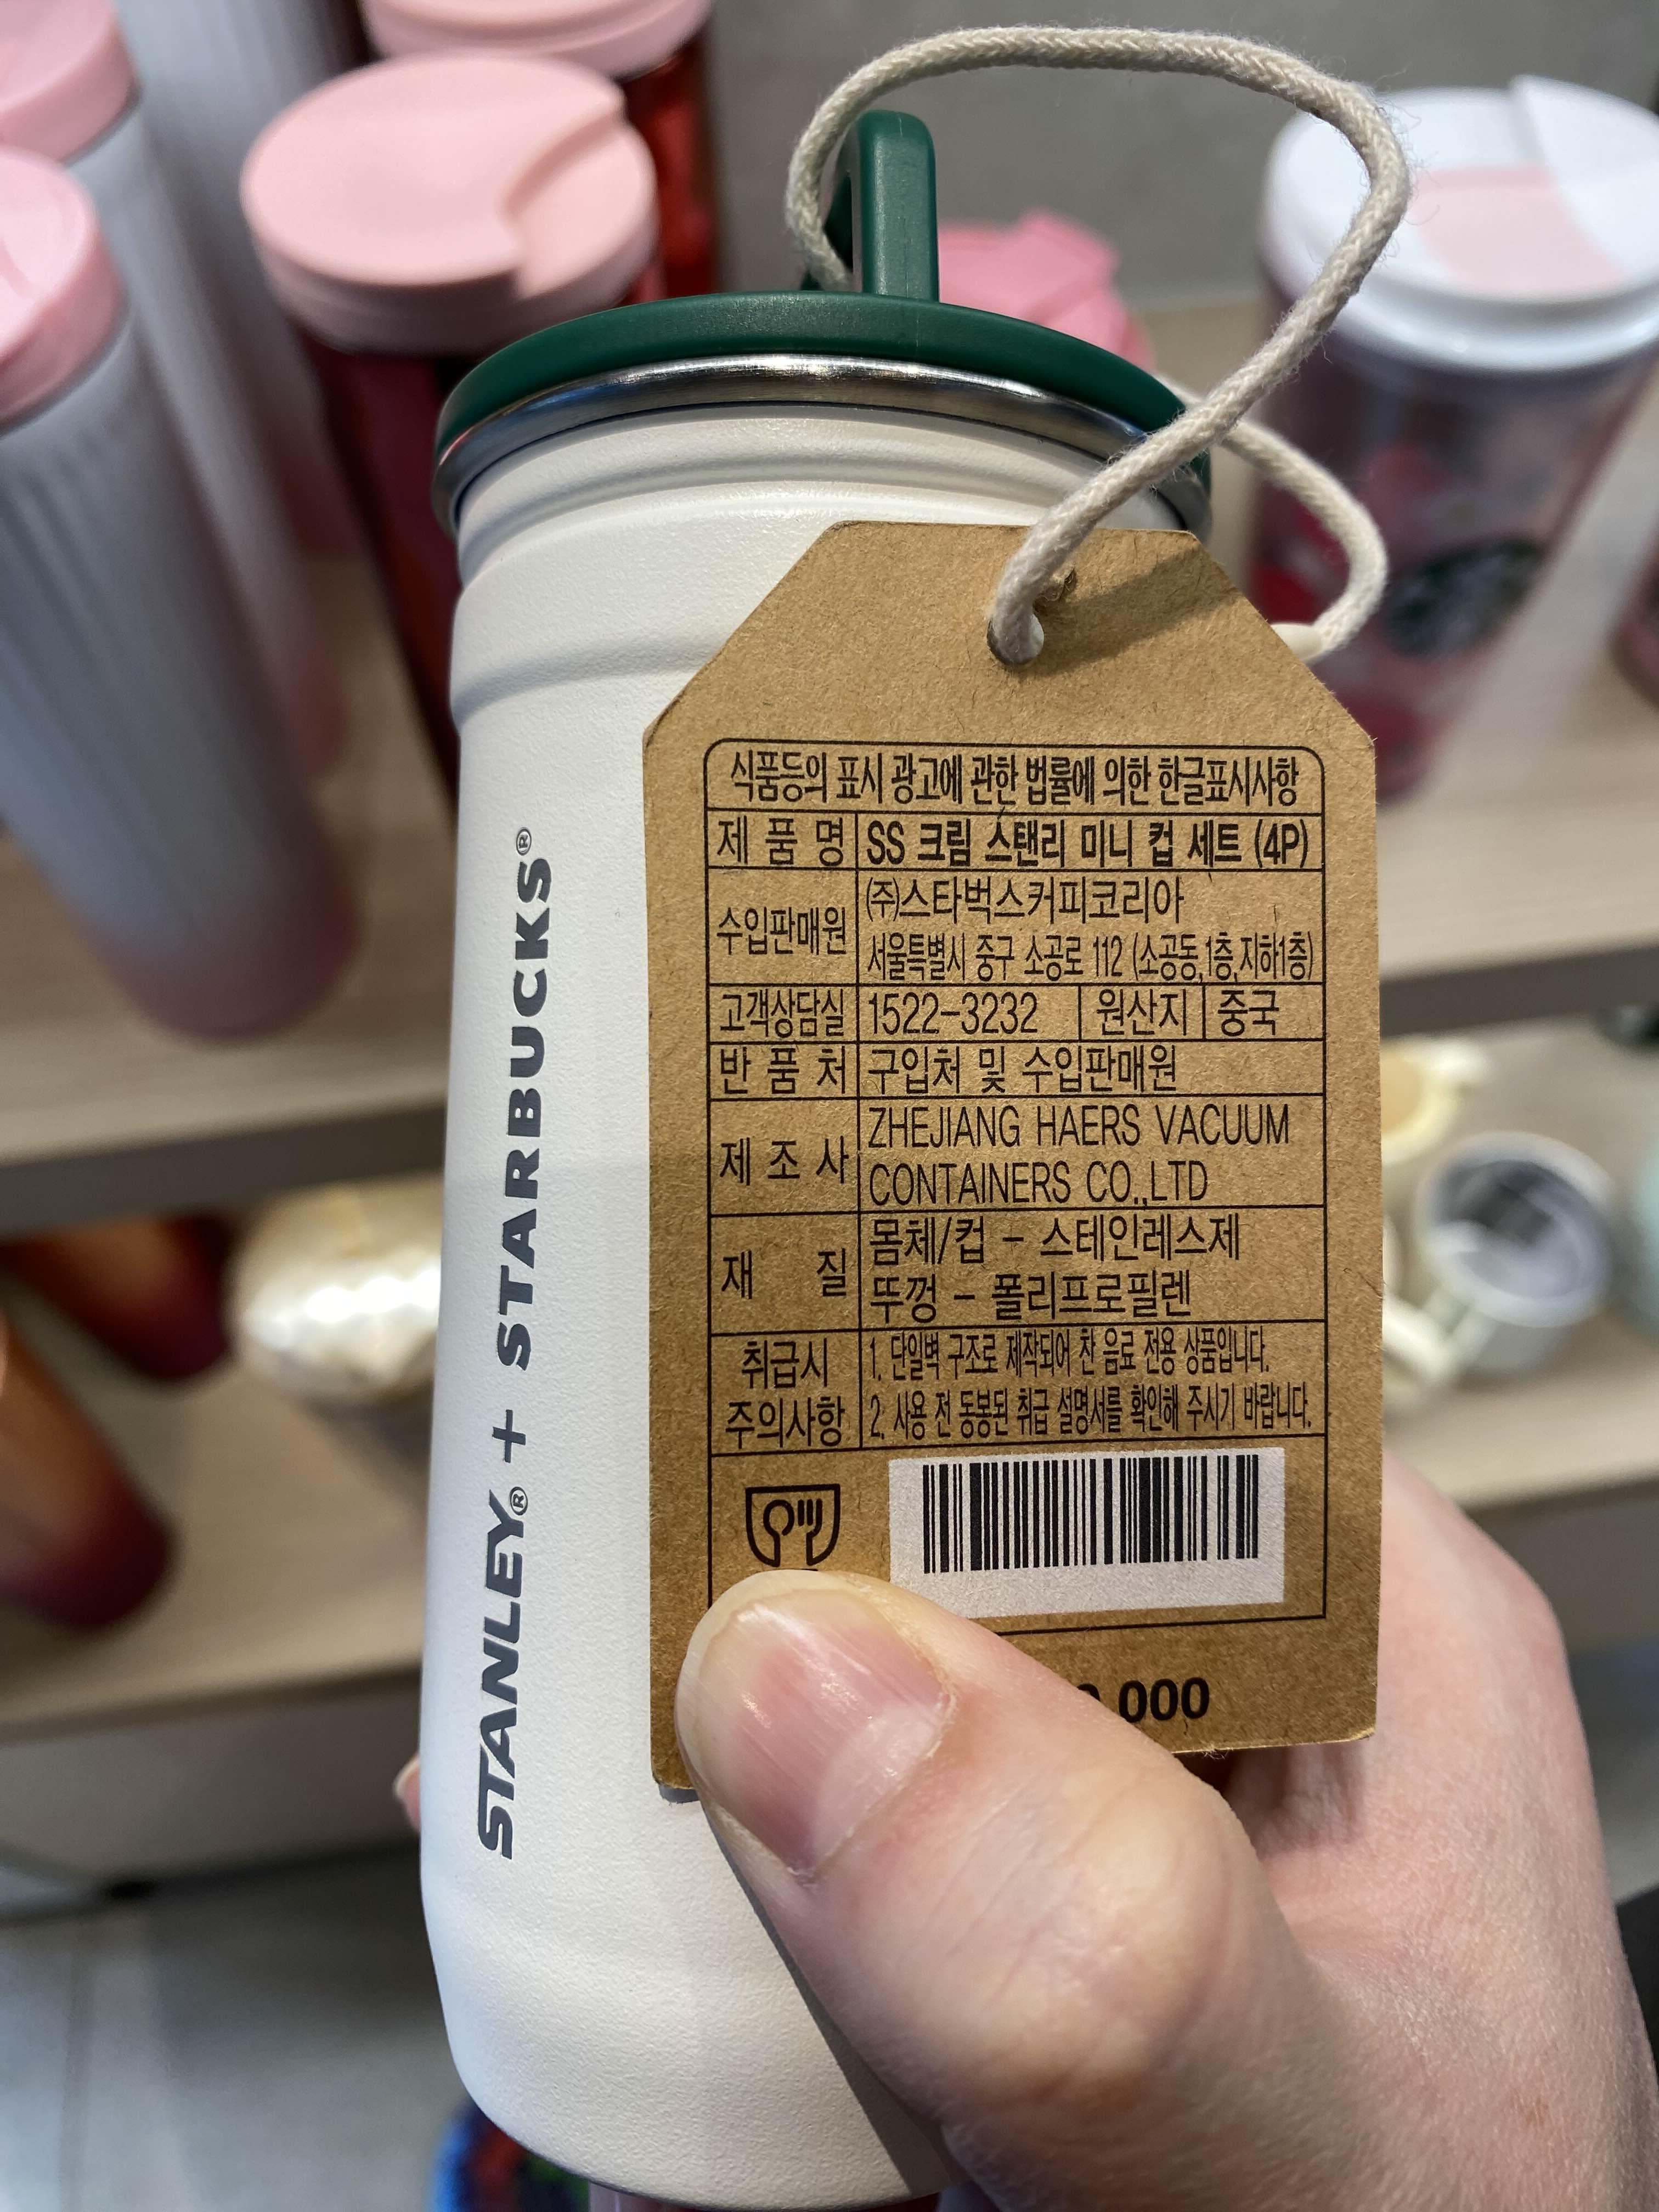 STANLEY® + STARBUCKS®
식품등의 표시 광고에 관한 법률에 의한 한글표시사항
제 품 명 SS 크림 스탠리 미니 컵 세트 (4P)
수입판매원 ㈜스타벅스커피코리아
서울특별시 중구 소공로 112 (소공동,1층,지하1층)
고객상담실 1522-3232 원산지 중국
반 품 처 구입처 및 수입판매원
제 조 사 ZHEJIANG HAERS VACUUM
CONTAINERS CO.,LTD
재 질 몸체/컵 - 스테인레스제
뚜껑 - 폴리프로필렌
취급시
주의사항
1. 단일벽 구조로 제작되어 찬 음료 전용 상품입니다.
2. 사용 전 동봉된 취급 설명서를 확인해 주시기 바랍니다.
,000